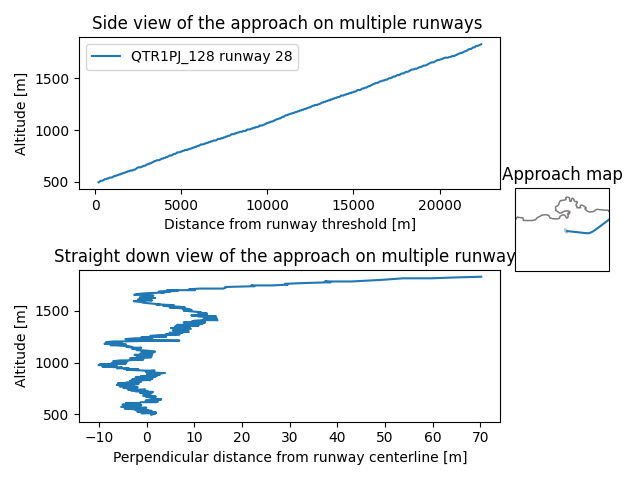 Side view of the approach on multiple runways
QTR1PJ_128 runway 28
Altitude [m]
1500
1000
500
0
5000
10000
15000
20000
Distance from runway threshold [m]
Approach map
Straight down view of the approach on multiple runway
Altitude [m]
1500
1000
500
−10
0
10
20
30
40
50
60
70
Perpendicular distance from runway centerline [m]